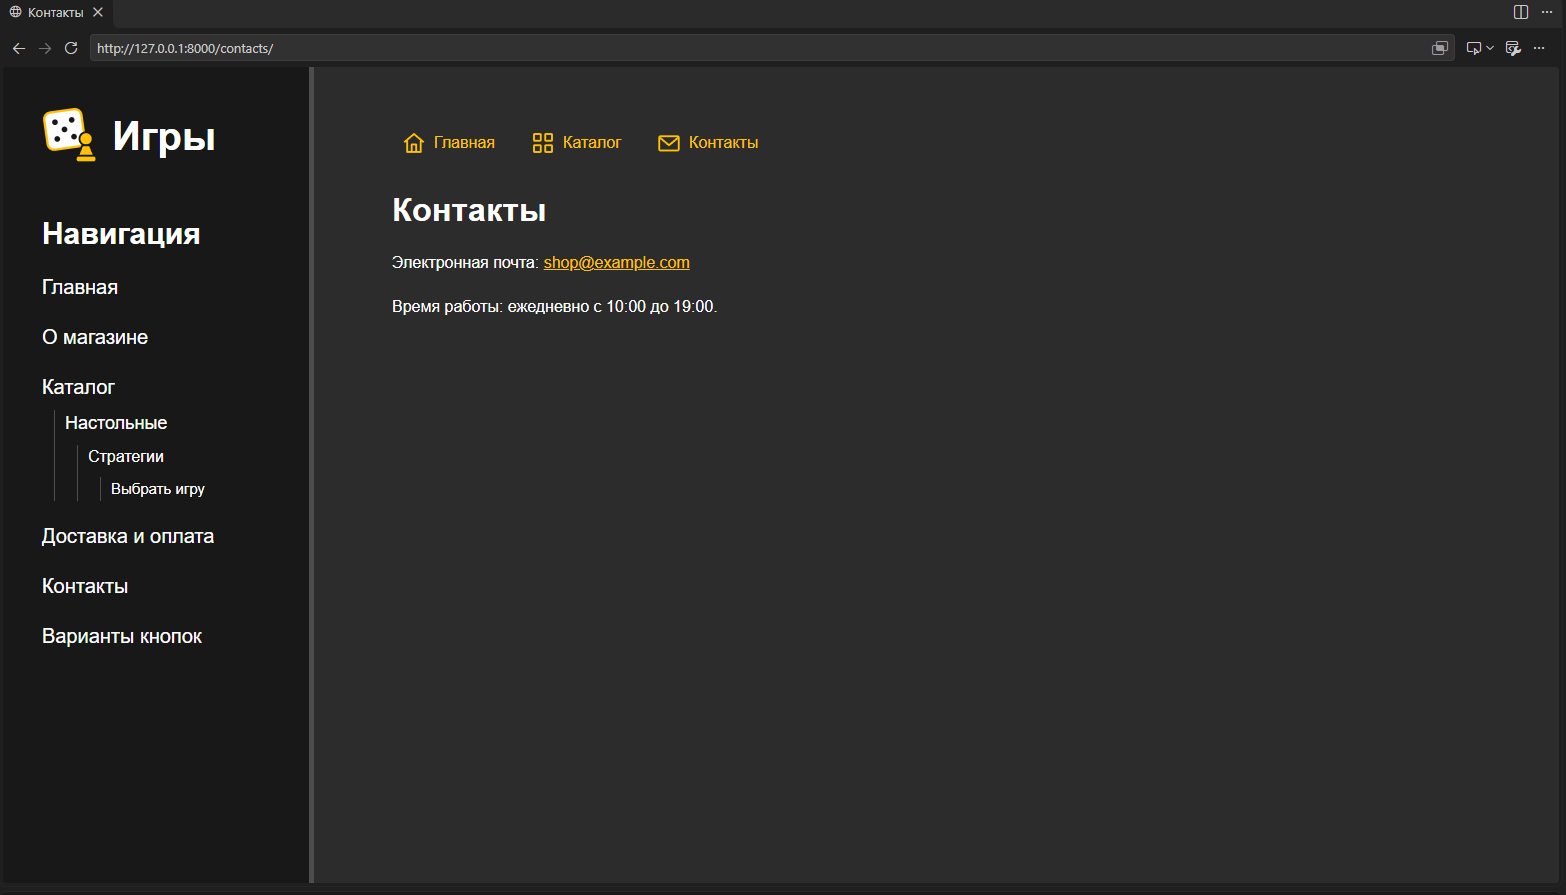 Контакты
http://127.0.0.1:8000/contacts/
Игры
Навигация
Главная
О магазине
Каталог
Настольные
Стратегии
Выбрать игру
Доставка и оплата
Контакты
Варианты кнопок
Главная Каталог Контакты
Контакты
Электронная почта: shop@example.com
Время работы: ежедневно с 10:00 до 19:00.